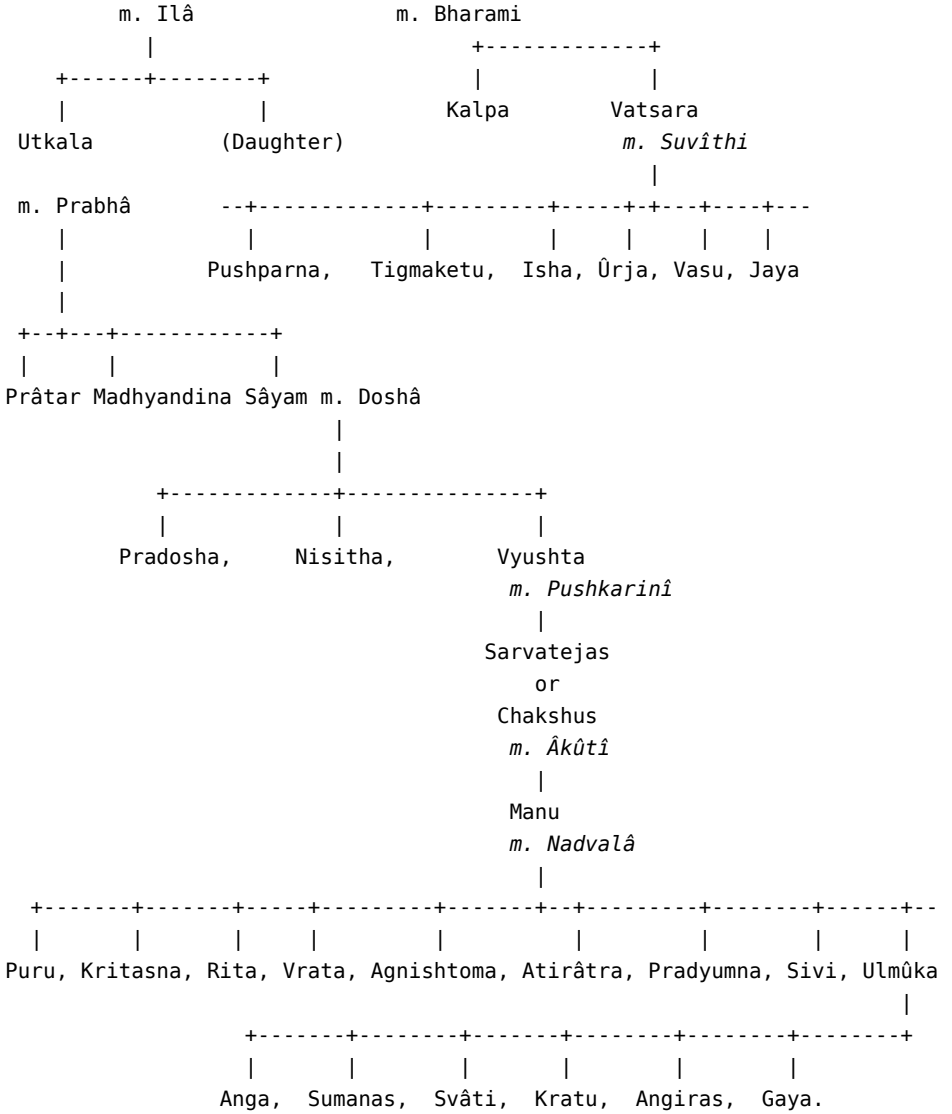 m. Ilâ m. Bharami
Kalpa Vatsara
Utkala (Daughter) m. Suvîthi
m. Prabhâ
Pushparna, Tigmaketu, Isha, Ûrja, Vasu, Jaya
Prâtar Madhyandina Sâyam m. Doshâ
Pradosha, Nisitha, Vyushta
m. Pushkarinî
Sarvatejas
or
Chakshus
m. Âkûtî
Manu
m. Nadvalâ
Puru, Kritasna, Rita, Vrata, Agnishtoma, Atirâtra, Pradyumna, Sivi, Ulmûka
Anga, Sumanas, Svâti, Kratu, Angiras, Gaya.